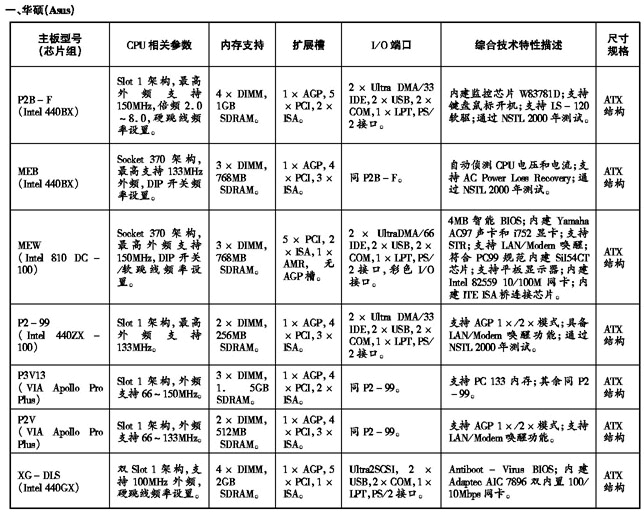 一、华硕(Asus)
主板型号
(芯片组)
CPU 相关参数
内存支持
扩展槽
I/O 端口
综合技术特性描述
尺寸
规格
P2B-F
(Intel 440BX)
Slot 1 架构,最高
外频支持
150MHz,倍频 2.0
~8.0,硬跳线频
率设置。
4×DIMM,
1GB
SDRAM。
1×AGP,5
×PCI,2×
ISA。
2×Ultra DMA/33
IDE,2×USB,2×
COM,1×LPT,PS/
2 接口。
内建监控芯片 W83781D;支持
键盘鼠标开机;支持 LS-120
软驱;通过 NSTL 2000 年测试。
ATX
结构
MEB
(Intel 440BX)
Socket 370 架构,
最高支持 133MHz
外频,DIP 开关频
率设置。
3×DIMM,
768MB
SDRAM。
1×AGP,4
×PCI,3×
ISA。
同 P2B-F。
自动侦测 CPU 电压和电流;支
持 AC Power Loss Recovery;通
过 NSTL 2000 年测试。
ATX
结构
MEW
(Intel 810 DC-
100)
Socket 370 架构,
最高外频支持
150MHz,DIP 开关
/软跳线频率设
置。
3×DIMM,
768MB
SDRAM。
5×PCI,2
×ISA,1×
AMR,无
AGP 槽。
2×UltraDMA/66
IDE,2×USB,2×
COM,1×LPT,PS/
2 接口,彩色 I/O
接口。
4MB 智能 BIOS;内建 Yamaha
AC97 声卡和 i752 显卡;支持
STR;支持 LAN/Modem 唤醒;
符合 PC99 规范内建 Sil54CT
芯片;支持平板显示器;内建
Intel 82559 10/100M 网卡;内
建 ITE ISA 桥连接芯片。
ATX
结构
P2-99
(Intel 440ZX-
100)
Slot 1 架构,最高
外频支持
133MHz。
2×DIMM,
256MB
SDRAM。
1×AGP,4
×PCI,3×
ISA。
2×Ultra DMA/33
IDE,2×USB,2×
COM,1×LPT,PS/
2 接口。
支持 AGP 1×/2×模式;具备
LAN/Modem 唤醒功能;通过
NSTL 2000 年测试。
ATX
结构
P3V13
(VIA Apollo Pro
Plus)
Slot 1 架构,外频
支持 66~150MHz。
3×DIMM,
1.5GB
SDRAM。
1×AGP,4
×PCI,2×
ISA。
同 P2-99。
支持 PC 133 内存;其余同 P2
-99。
ATX
结构
P2V
(VIA Apollo Pro
Plus)
Slot 1 架构,外频
支持 66~133MHz。
2×DIMM,
512MB
SDRAM。
1×AGP,4
×PCI,3×
ISA。
同 P2-99。
支持 AGP 1×/2×模式;支持
LAN/Modem 唤醒功能。
ATX
结构
XG-DLS
(Intel 440GX)
双 Slot 1 架构,支
持 100MHz 外频,
硬跳线频率设置。
4×DIMM,
2GB
SDRAM。
1×AGP,5
×PCI,1×
ISA。
Ultra2SCSI,2×
USB,2×COM,1×
LPT,PS/2 接口。
Antiboot-Virus BIOS;内建
Adaptec AIC 7896 双内置 100/
10Mbps 网卡。
ATX
结构